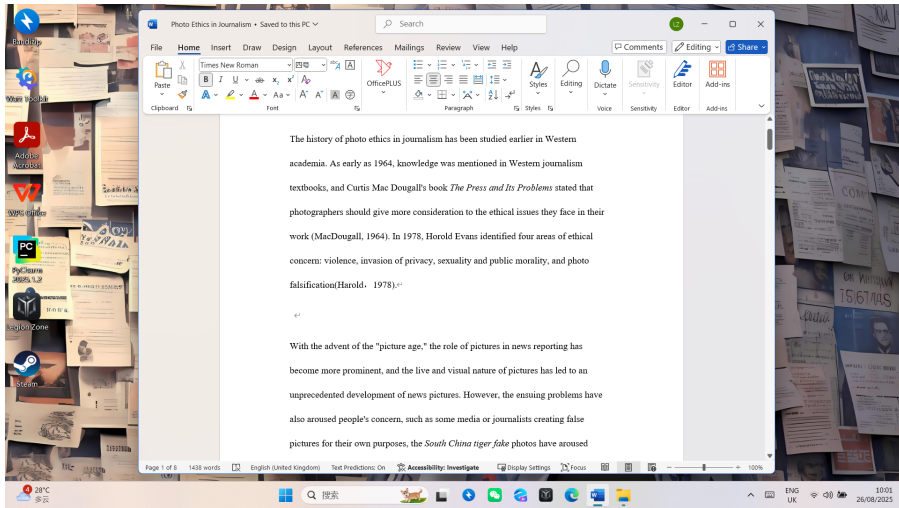 Photo Ethics in Journalism • Saved to this PC
Search
LZ
File Home Insert Draw Design Layout References Mailings Review View Help
Comments Editing Share
Times New Roman 四号
Paste
OfficePLUS
Styles
Editing
Dictate
Sensitivity
Editor
Add-ins
Clipboard Font Paragraph Styles Voice Sensitivity Editor Add-ins
The history of photo ethics in journalism has been studied earlier in Western
academia. As early as 1964, knowledge was mentioned in Western journalism
textbooks, and Curtis Mac Dougall's book The Press and Its Problems stated that
photographers should give more consideration to the ethical issues they face in their
work (MacDougall, 1964). In 1978, Horold Evans identified four areas of ethical
concern: violence, invasion of privacy, sexuality and public morality, and photo
falsification(Harold，1978).
With the advent of the "picture age," the role of pictures in news reporting has
become more prominent, and the live and visual nature of pictures has led to an
unprecedented development of news pictures. However, the ensuing problems have
also aroused people's concern, such as some media or journalists creating false
pictures for their own purposes, the South China tiger fake photos have aroused
Page 1 of 8 1438 words English (United Kingdom) Text Predictions: On Accessibility: Investigate Display Settings Focus 100%
Bandizip
Watt Toolkit
Adobe
Acrobat
WPS Office
PC
PyCharm
Legion Zone
Steam
4
28°C
多云
搜索
ENG
UK
10:01
26/08/2025